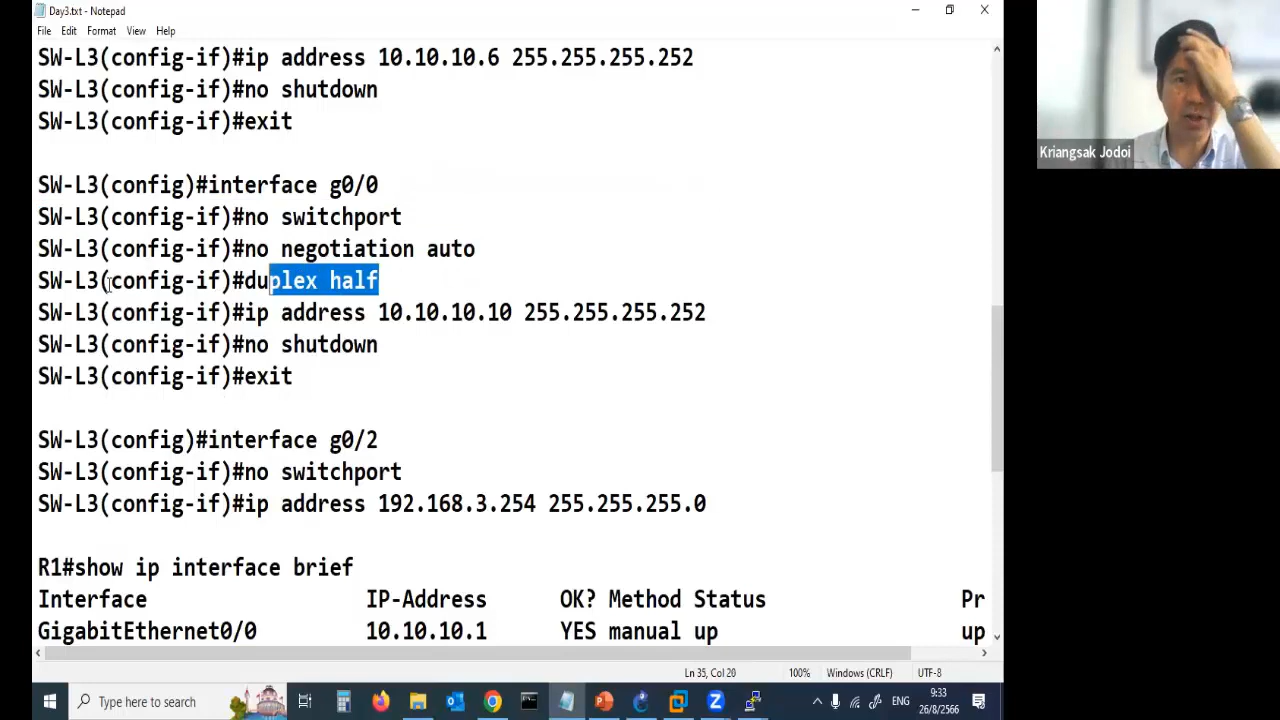 Day3.txt - Notepad
File Edit Format View Help
SW-L3(config-if)#ip address 10.10.10.6 255.255.255.252
SW-L3(config-if)#no shutdown
SW-L3(config-if)#exit
SW-L3(config)#interface g0/0
SW-L3(config-if)#no switchport
SW-L3(config-if)#no negotiation auto
SW-L3(config-if)#duplex half
SW-L3(config-if)#ip address 10.10.10.10 255.255.255.252
SW-L3(config-if)#no shutdown
SW-L3(config-if)#exit
SW-L3(config)#interface g0/2
SW-L3(config-if)#no switchport
SW-L3(config-if)#ip address 192.168.3.254 255.255.255.0
R1#show ip interface brief
Interface IP-Address OK? Method Status Pr
GigabitEthernet0/0 10.10.10.1 YES manual up up
Ln 35, Col 20 100% Windows (CRLF) UTF-8
Type here to search
ENG
9:33
26/8/2566
Kriangsak Jodoi